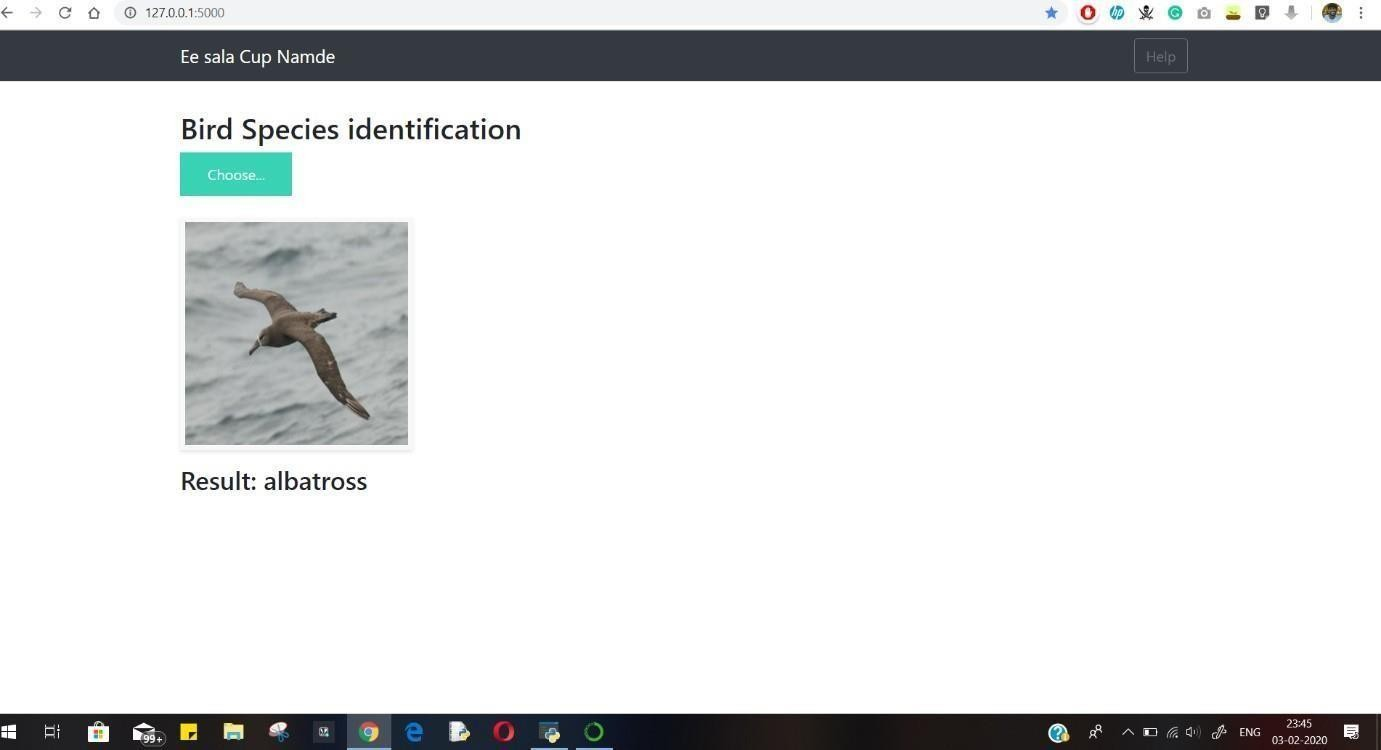 127.0.0.1:5000
Ee sala Cup Namde
Help
Bird Species identification
Choose...
Result: albatross
99+
ENG
23:45
03-02-2020